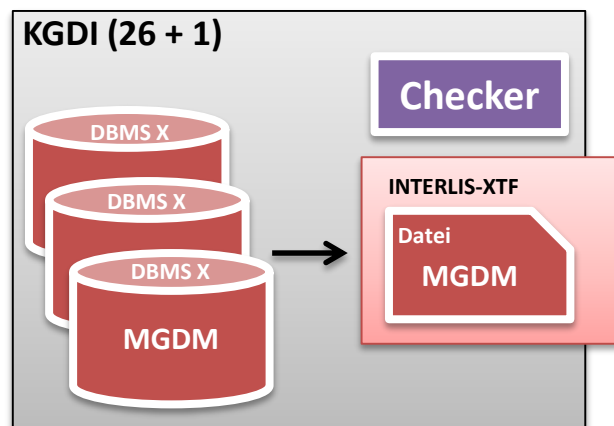 KGDI (26 + 1)
Checker
DBMS X
DBMS X
DBMS X
MGDM
INTERLIS-XTF
Datei
MGDM